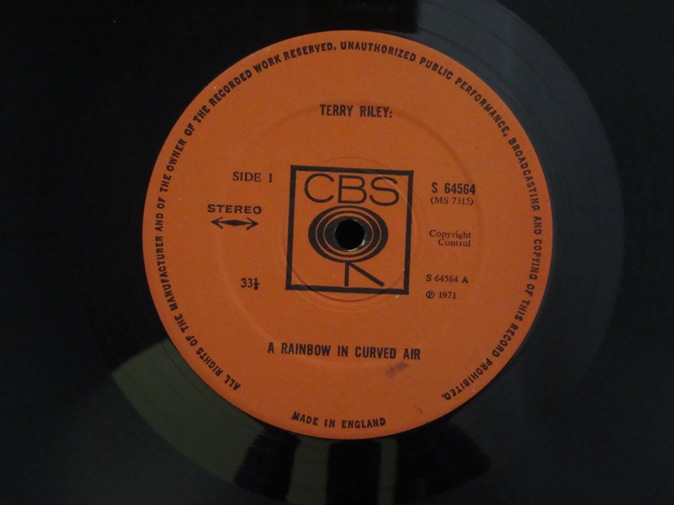 ALL RIGHTS OF THE MANUFACTURER AND OF THE OWNER OF THE RECORDED WORK RESERVED. UNAUTHORIZED PUBLIC PERFORMANCE, BROADCASTING AND COPYING OF THIS RECORD PROHIBITED.
TERRY RILEY:
SIDE 1
CBS
S 64564
(MS 7315)
STEREO
Copyright
Control
33⅓
S 64564 A
℗ 1971
A RAINBOW IN CURVED AIR
MADE IN ENGLAND